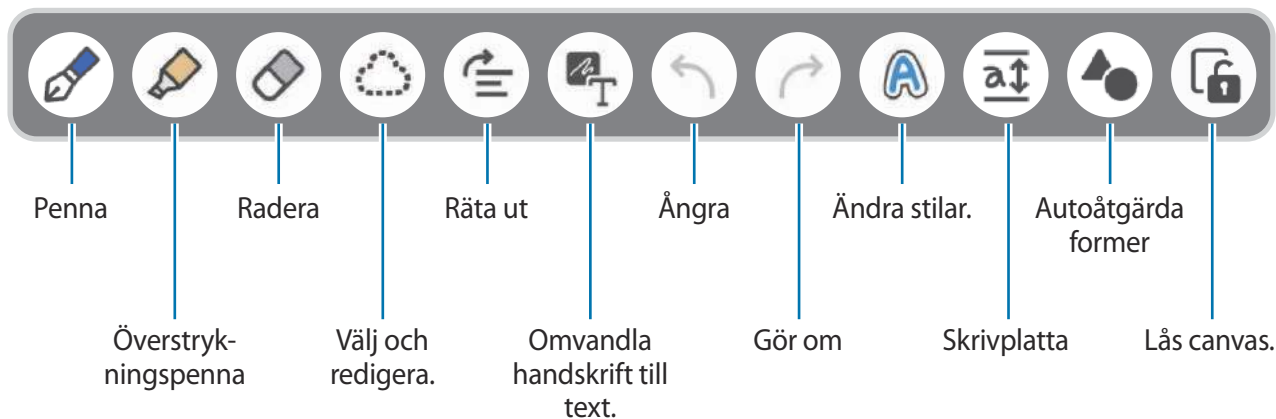 Penna
Radera
Räta ut
Ångra
Ändra stilar.
Autoåtgärda
former
Överstryk-
ningspenna
Välj och
redigera.
Omvandla
handskrift till
text.
Gör om
Skrivplatta
Lås canvas.